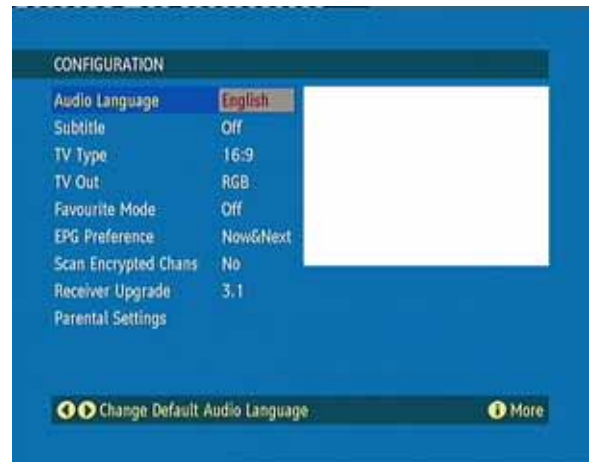 CONFIGURATION
Audio Language English
Subtitle Off
TV Type 16:9
TV Out RGB
Favourite Mode Off
EPG Preference Now&Next
Scan Encrypted Chans No
Receiver Upgrade 3.1
Parental Settings
Change Default Audio Language i More